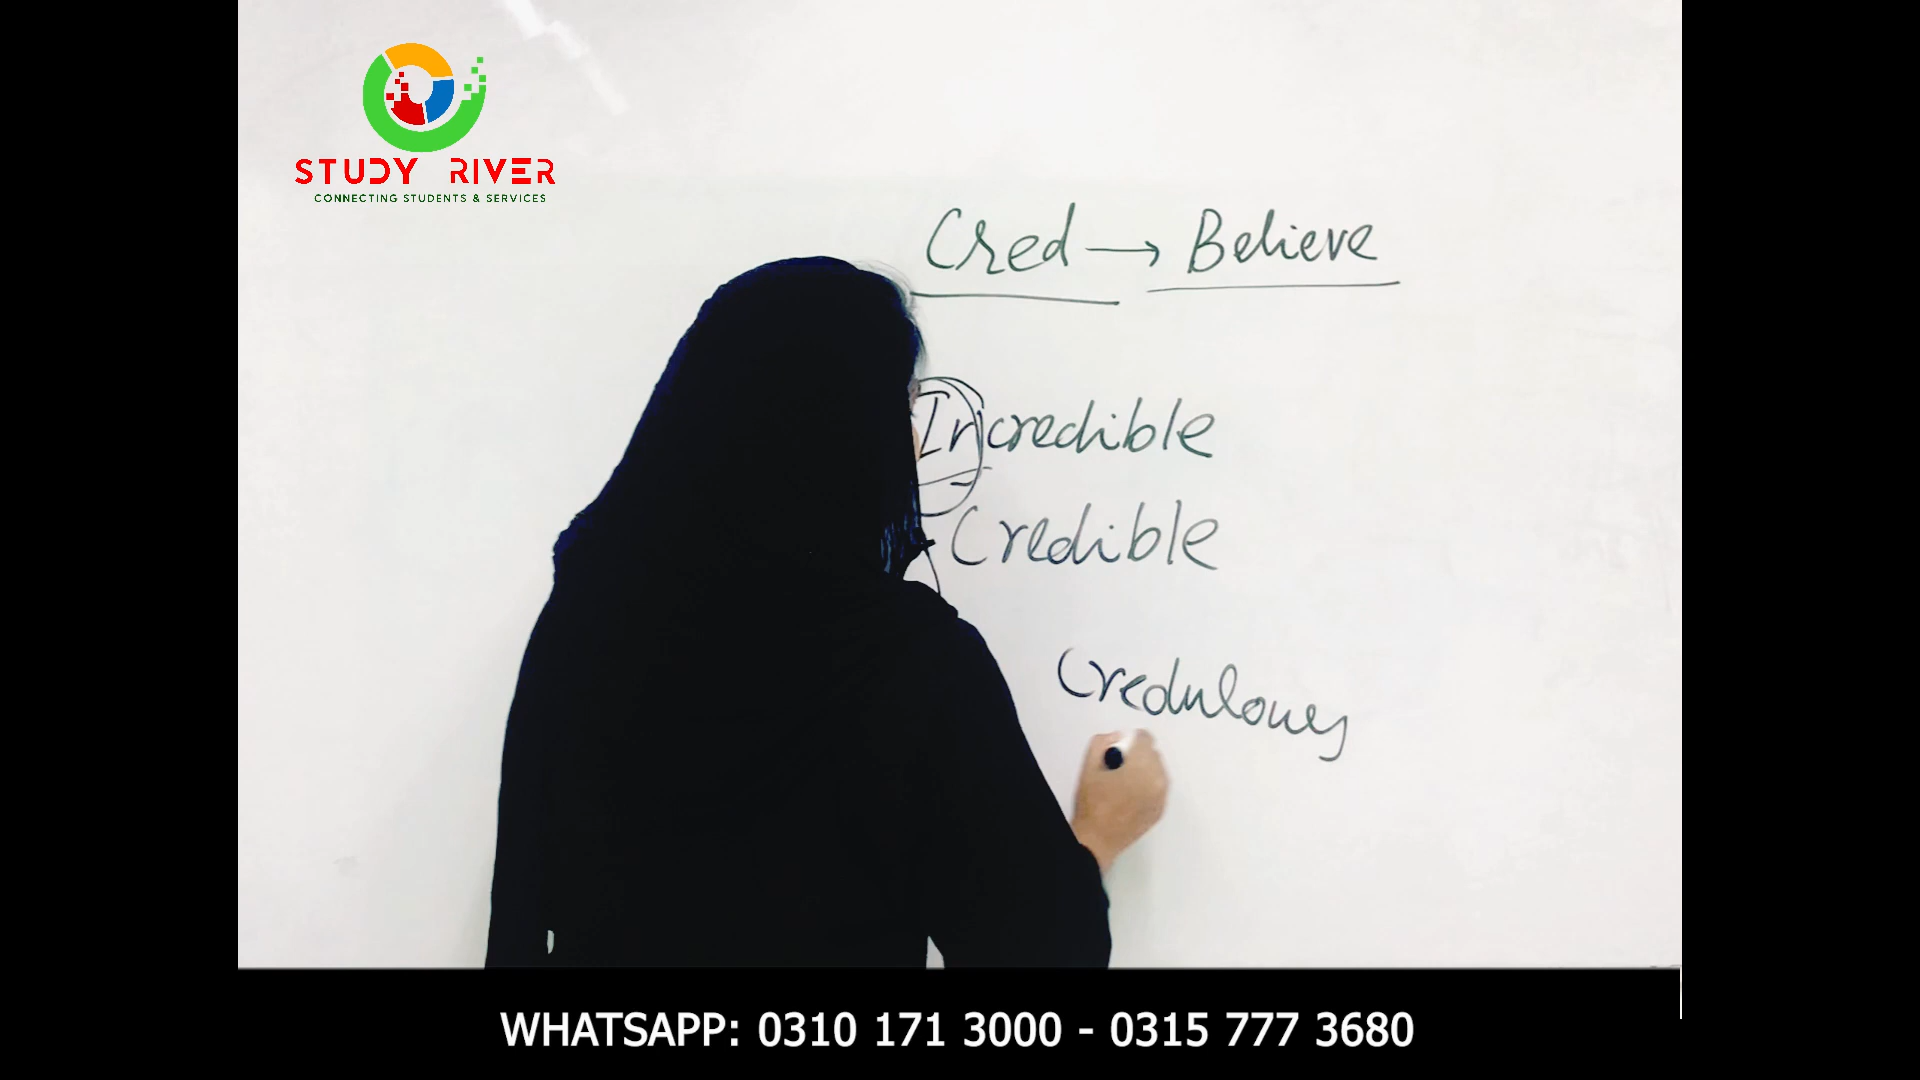 STUDY RIVER
CONNECTING STUDENTS & SERVICES
Cred → Believe
Incredible
Credible
Credulous
WHATSAPP: 0310 171 3000 - 0315 777 3680